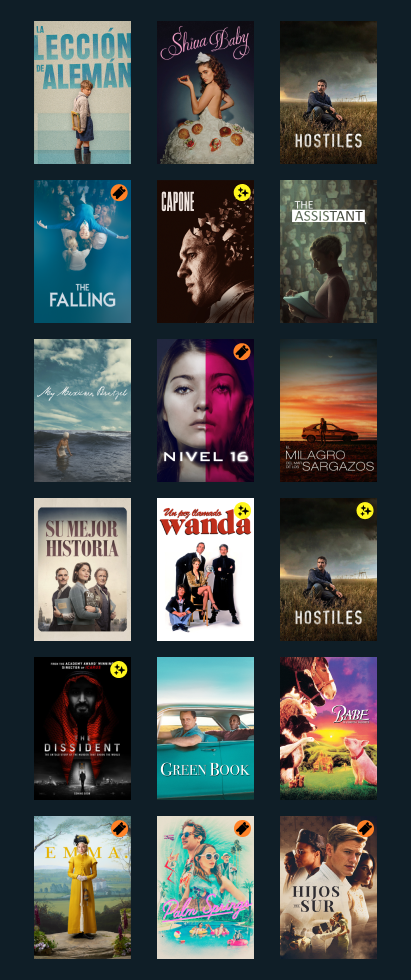 LA
LECCIÓN
DE ALEMÁN
Shiva Baby
HOSTILES
THE
FALLING
CAPONE
THE
ASSISTANT
My Mexican Bretzel
NIVEL 16
EL
MILAGRO
DEL MAR
DE LOS SARGAZOS
SU MEJOR
HISTORIA
Un pez llamado
wanda
HOSTILES
FROM THE ACADEMY AWARD WINNING
DIRECTOR OF ICARUS
THE
DISSIDENT
GREEN BOOK
BABE
EMMA.
Palm Springs
HIJOS
DEL
SUR